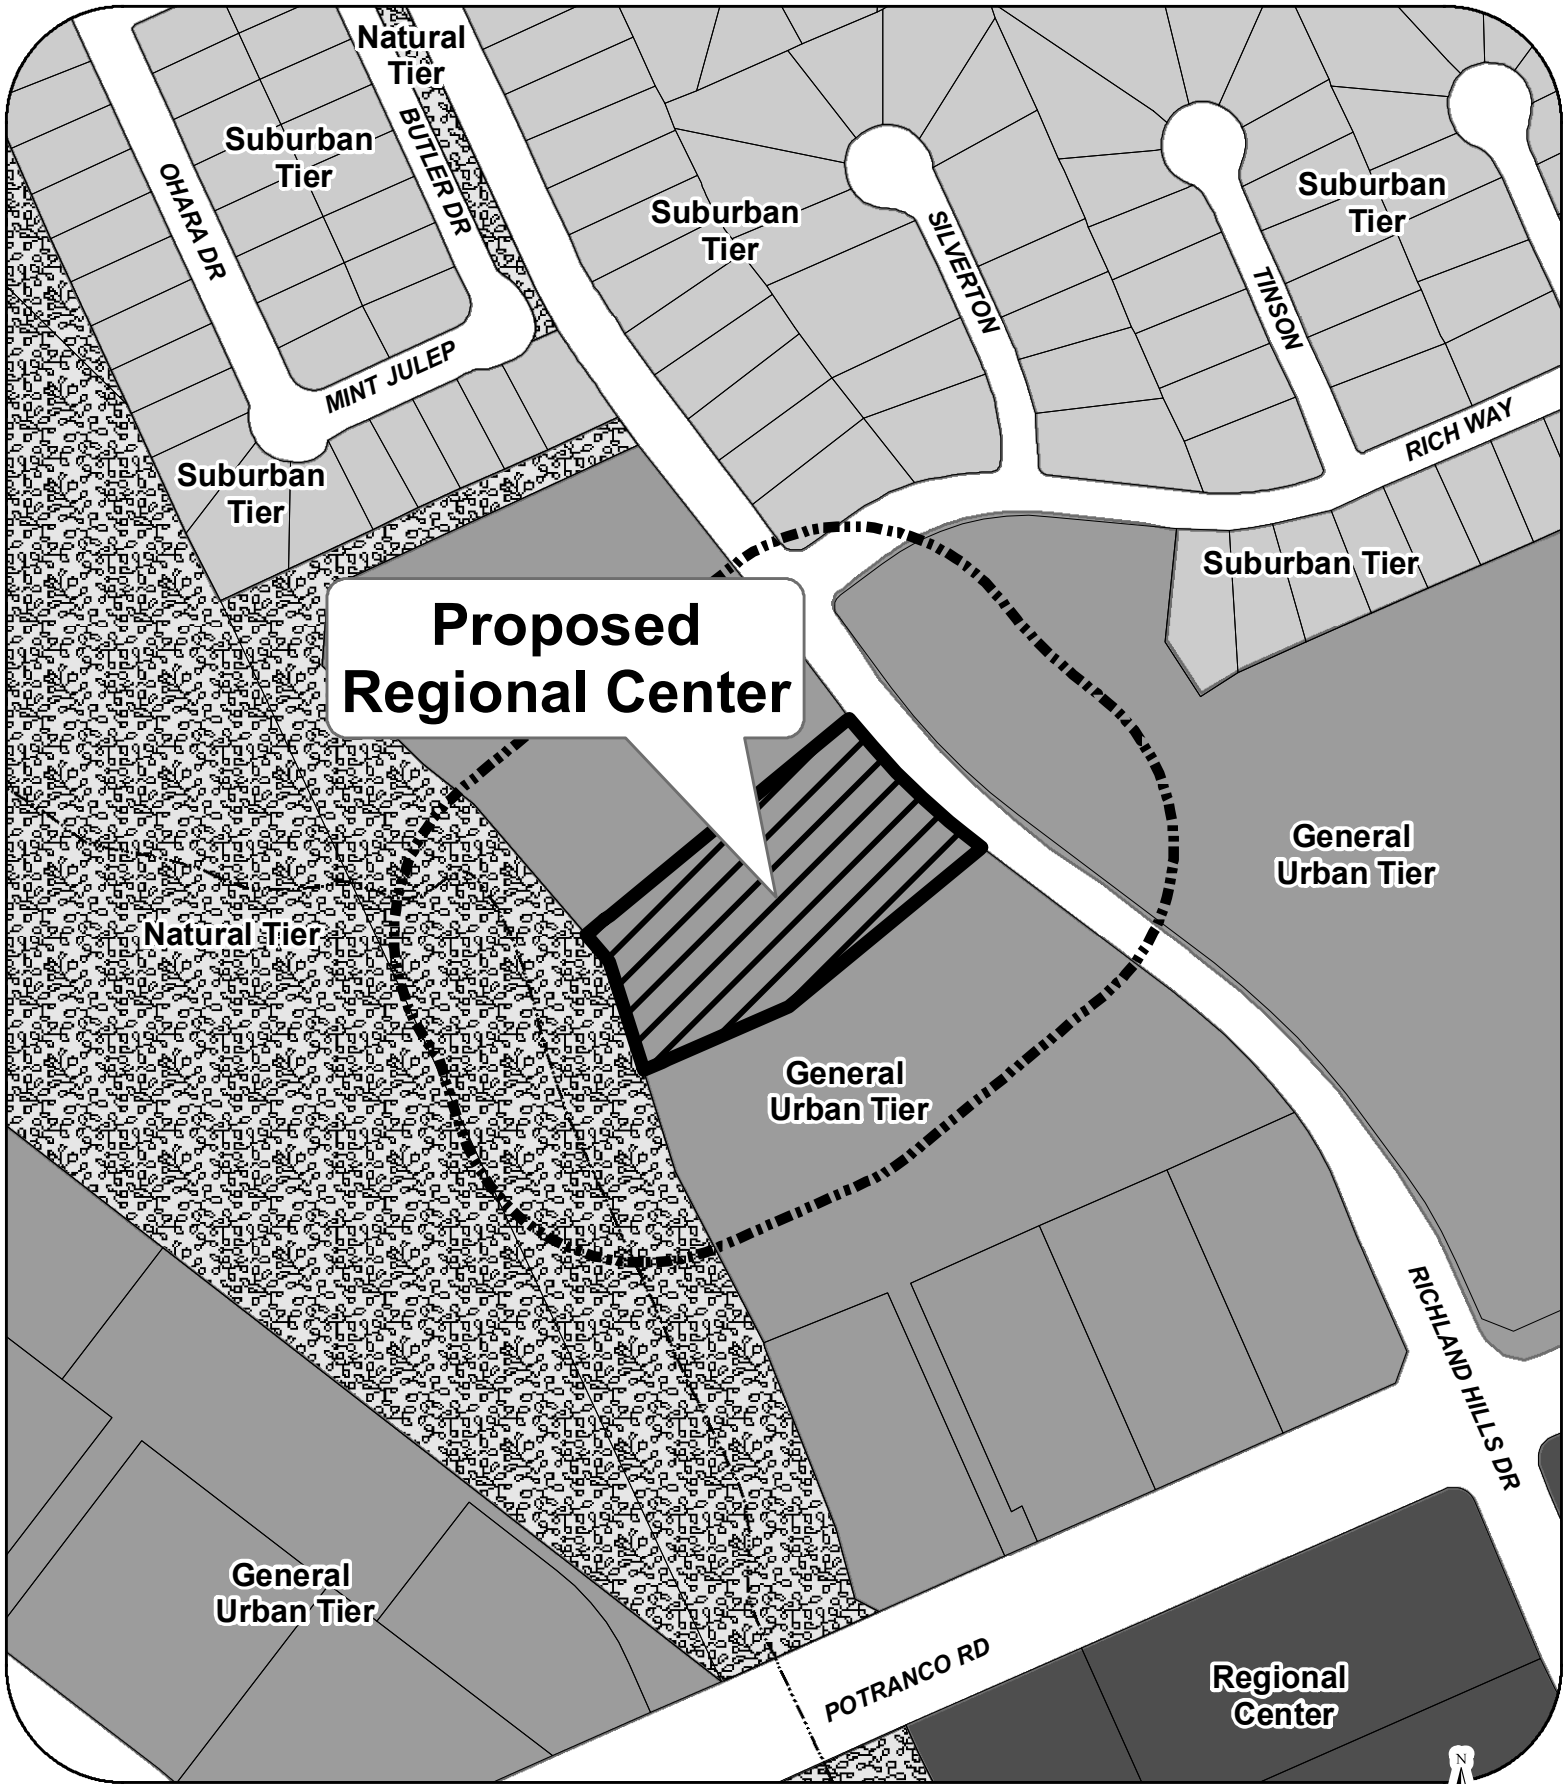 Natural
Tier
Suburban
Tier
BUTLER DR
OHARA DR
Suburban
Tier
Suburban
Tier
SILVERTON
TINSON
MINT JULEP
RICH WAY
Suburban
Tier
Suburban Tier
Proposed
Regional Center
General
Urban Tier
Natural Tier
General
Urban Tier
RICHLAND HILLS DR
General
Urban Tier
POTRANCO RD
Regional
Center
N